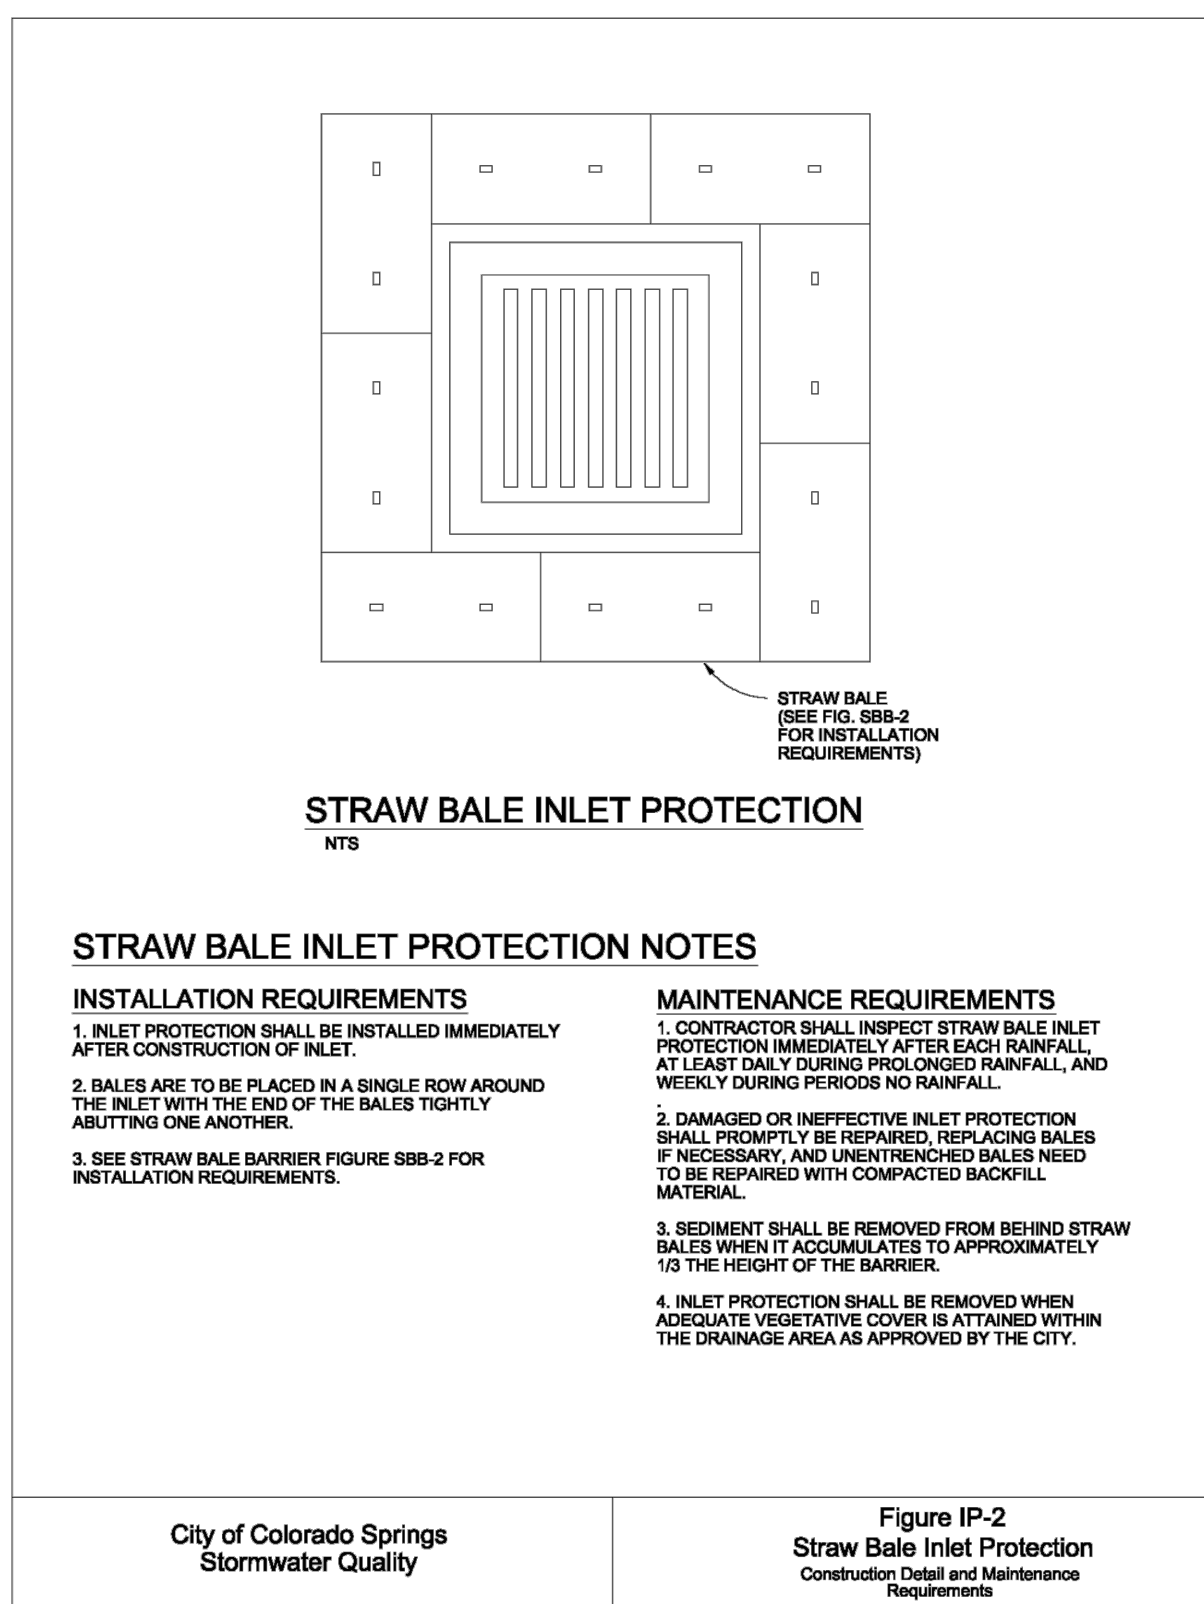 STRAW BALE
(SEE FIG. SBB-2
FOR INSTALLATION
REQUIREMENTS)
STRAW BALE INLET PROTECTION
NTS
STRAW BALE INLET PROTECTION NOTES
INSTALLATION REQUIREMENTS
1. INLET PROTECTION SHALL BE INSTALLED IMMEDIATELY
AFTER CONSTRUCTION OF INLET.
2. BALES ARE TO BE PLACED IN A SINGLE ROW AROUND
THE INLET WITH THE END OF THE BALES TIGHTLY
ABUTTING ONE ANOTHER.
3. SEE STRAW BALE BARRIER FIGURE SBB-2 FOR
INSTALLATION REQUIREMENTS.
MAINTENANCE REQUIREMENTS
1. CONTRACTOR SHALL INSPECT STRAW BALE INLET
PROTECTION IMMEDIATELY AFTER EACH RAINFALL,
AT LEAST DAILY DURING PROLONGED RAINFALL, AND
WEEKLY DURING PERIODS NO RAINFALL.
.
2. DAMAGED OR INEFFECTIVE INLET PROTECTION
SHALL PROMPTLY BE REPAIRED, REPLACING BALES
IF NECESSARY, AND UNENTRENCHED BALES NEED
TO BE REPAIRED WITH COMPACTED BACKFILL
MATERIAL.
3. SEDIMENT SHALL BE REMOVED FROM BEHIND STRAW
BALES WHEN IT ACCUMULATES TO APPROXIMATELY
1/3 THE HEIGHT OF THE BARRIER.
4. INLET PROTECTION SHALL BE REMOVED WHEN
ADEQUATE VEGETATIVE COVER IS ATTAINED WITHIN
THE DRAINAGE AREA AS APPROVED BY THE CITY.
City of Colorado Springs
Stormwater Quality
Figure IP-2
Straw Bale Inlet Protection
Construction Detail and Maintenance
Requirements